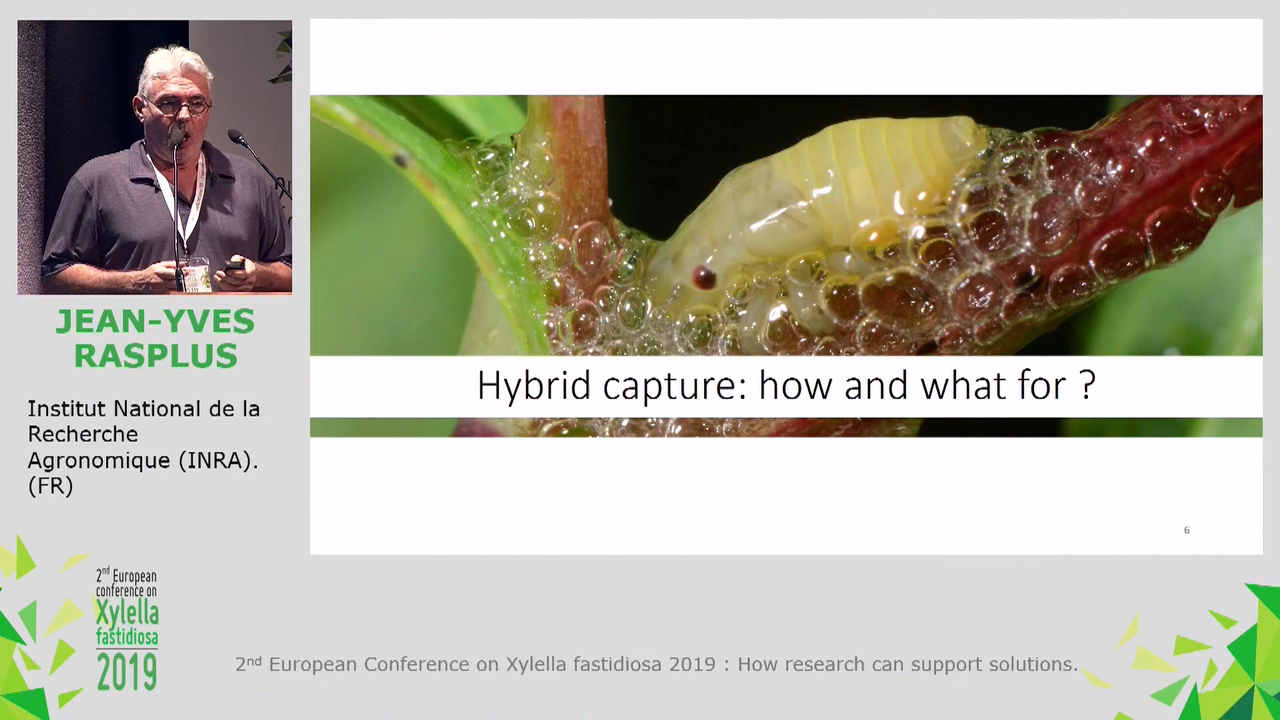 JEAN-YVES
RASPLUS
Institut National de la
Recherche
Agronomique (INRA).
(FR)
Hybrid capture: how and what for ?
6
2nd European
conference on
Xylella
fastidiosa
2019
2nd European Conference on Xylella fastidiosa 2019 : How research can support solutions.